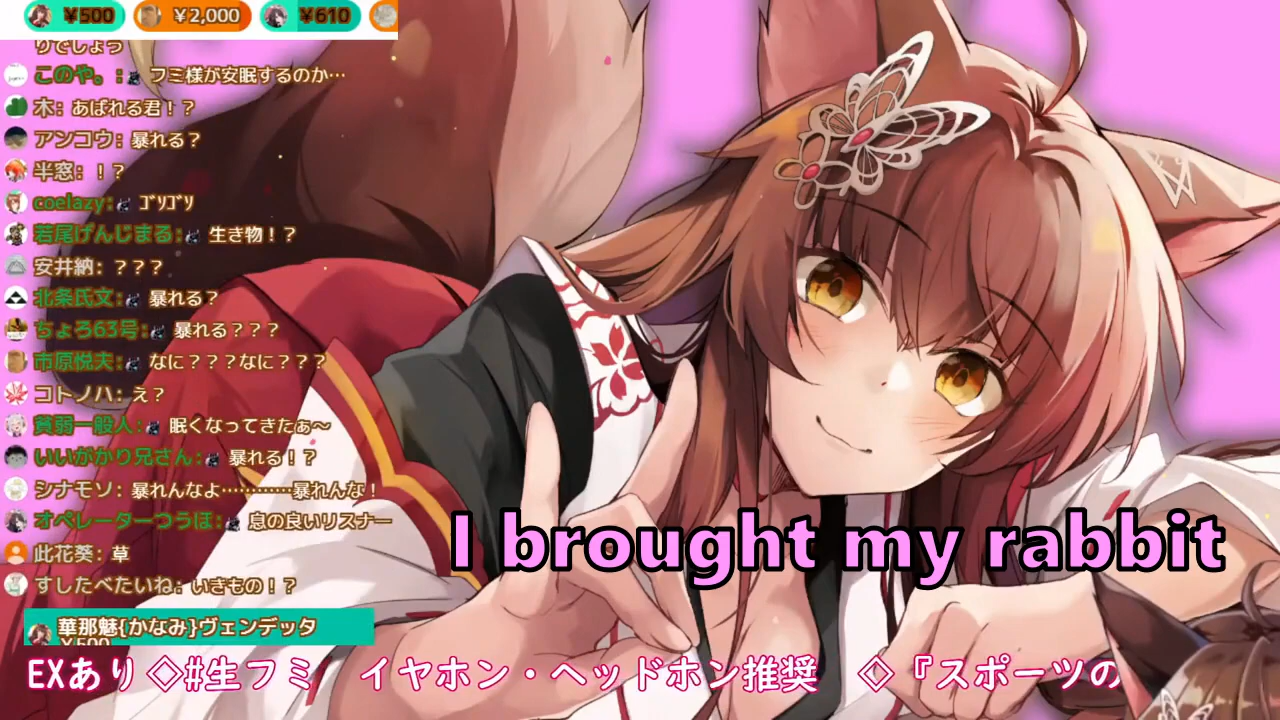 ¥500 ¥2,000 ¥610
りでしょう
このや。: フミ様が安眠するのか…
木: あばれる君！？
アンコウ: 暴れる？
半窓: ！？
coelazy: ｺﾞﾘｺﾞﾘ
若尾げんじまる: 生き物！？
安井納: ？？？
北条氏文: 暴れる？
ちょろ63号: 暴れる？？？
市原悦夫: なに？？？なに？？？
コトノハ: え？
貧弱一般人: 眠くなってきたぁ〜
いいがかり兄さん: 暴れる！？
シナモソ: 暴れんなよ…………暴れんな！
オペレーターつうほ: 息の良いリスナー
此花葵: 草
すしたべたいね: いきもの！？
I brought my rabbit
華那魅{かなみ}ヴェンデッタ
¥500
EXあり◇#生フミ イヤホン・ヘッドホン推奨 ◇『スポーツの